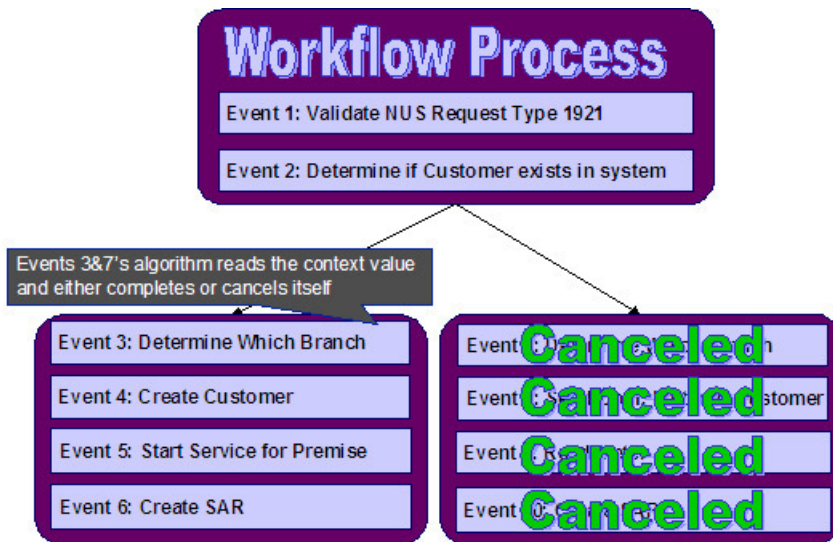 Workflow Process
Event 1: Validate NUS Request Type 1921
Event 2: Determine if Customer exists in system
Events 3&7's algorithm reads the context value
and either completes or cancels itself
Event 3: Determine Which Branch
Event 4: Create Customer
Event 5: Start Service for Premise
Event 6: Create SAR
Event
Canceled
Event
Canceled
Canceled
Event
Canceled